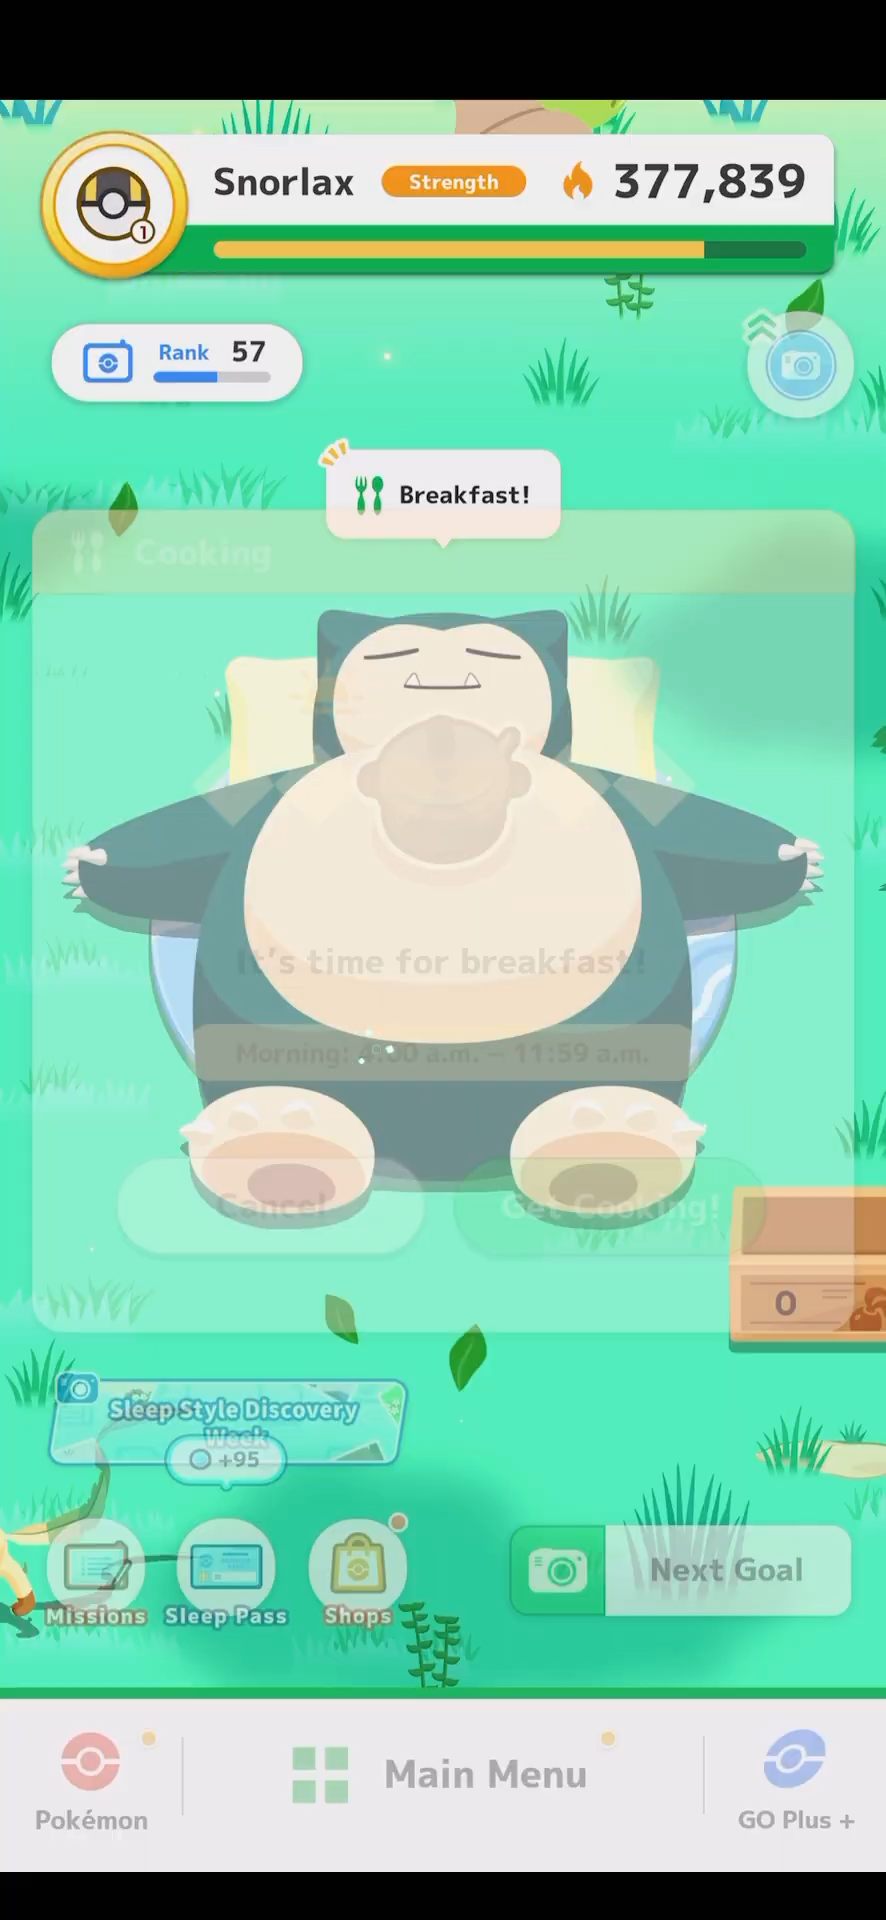 Snorlax Strength 377,839
1
Rank 57
Breakfast!
Cooking
It's time for breakfast!
Morning: 4:00 a.m. – 11:59 a.m.
Cancel Get Cooking!
0
Sleep Style Discovery
Week
+95
Missions Sleep Pass Shops Next Goal
Pokémon Main Menu GO Plus +